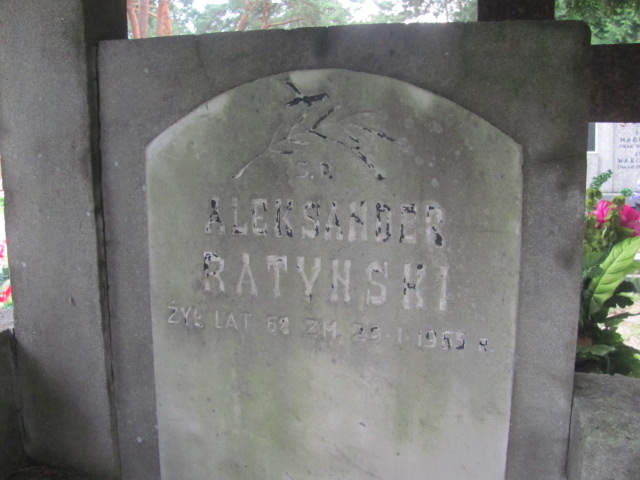 Ś.P.
ALEKSANDER
RATYŃSKI
ŻYŁ LAT 68 ZM. 29·1·1959 R.